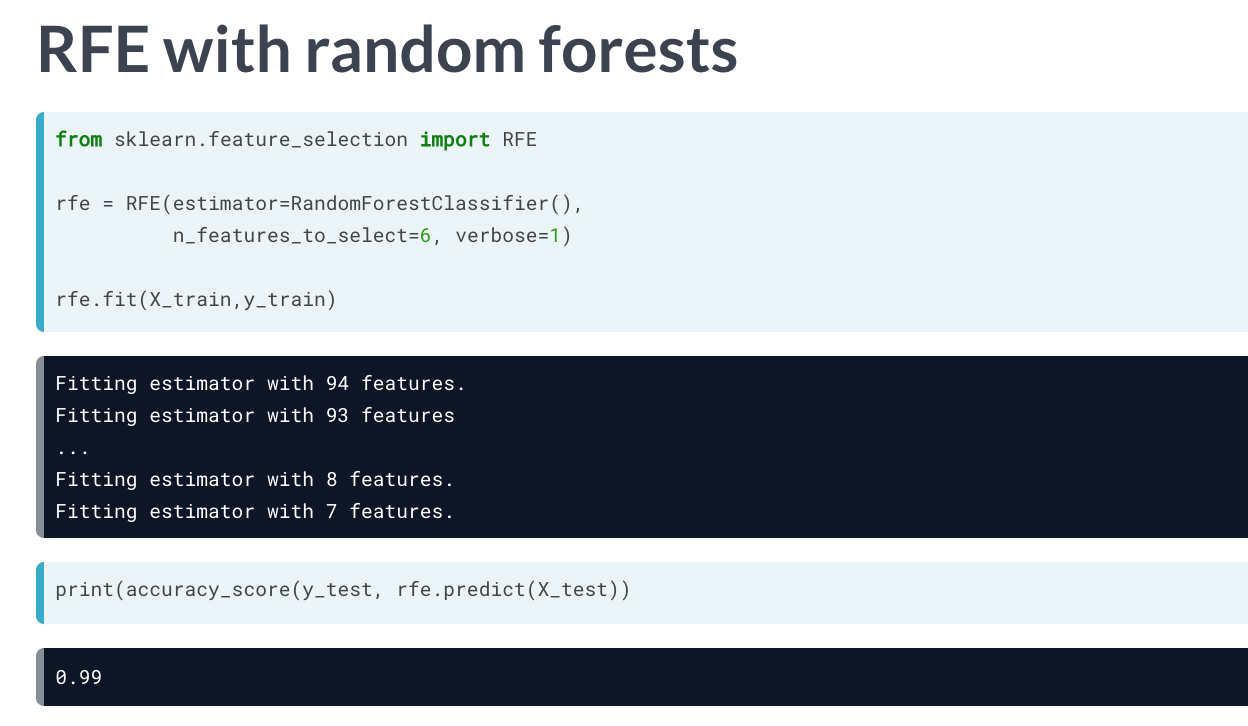 RFE with random forests
from sklearn.feature_selection import RFE
rfe = RFE(estimator=RandomForestClassifier(),
n_features_to_select=6, verbose=1)
rfe.fit(X_train,y_train)
Fitting estimator with 94 features.
Fitting estimator with 93 features
...
Fitting estimator with 8 features.
Fitting estimator with 7 features.
print(accuracy_score(y_test, rfe.predict(X_test))
0.99